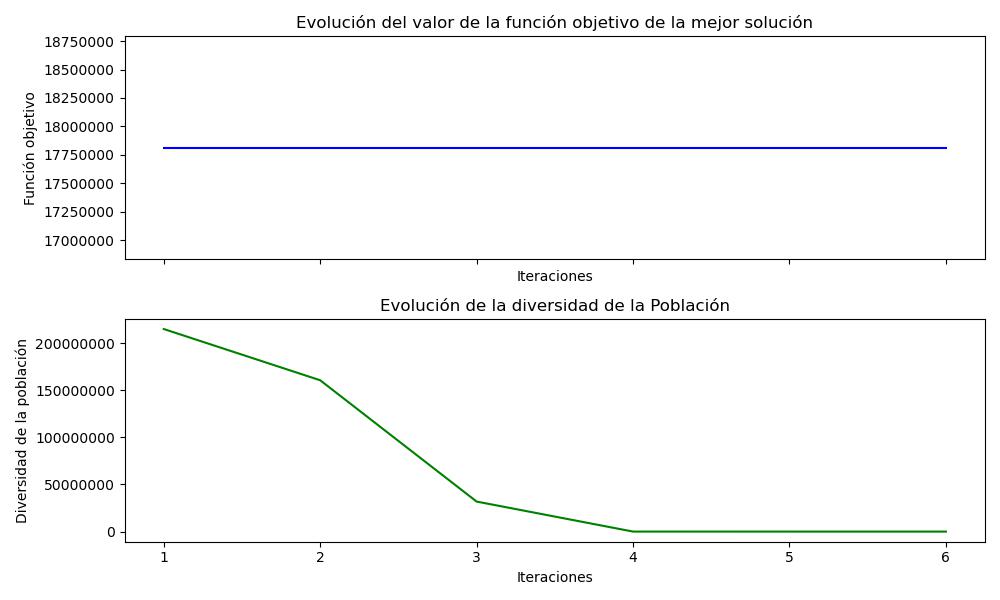 Evolución del valor de la función objetivo de la mejor solución
Función objetivo
18750000
18500000
18250000
18000000
17750000
17500000
17250000
17000000
Iteraciones
Evolución de la diversidad de la Población
Diversidad de la población
200000000
150000000
100000000
50000000
0
1 2 3 4 5 6
Iteraciones